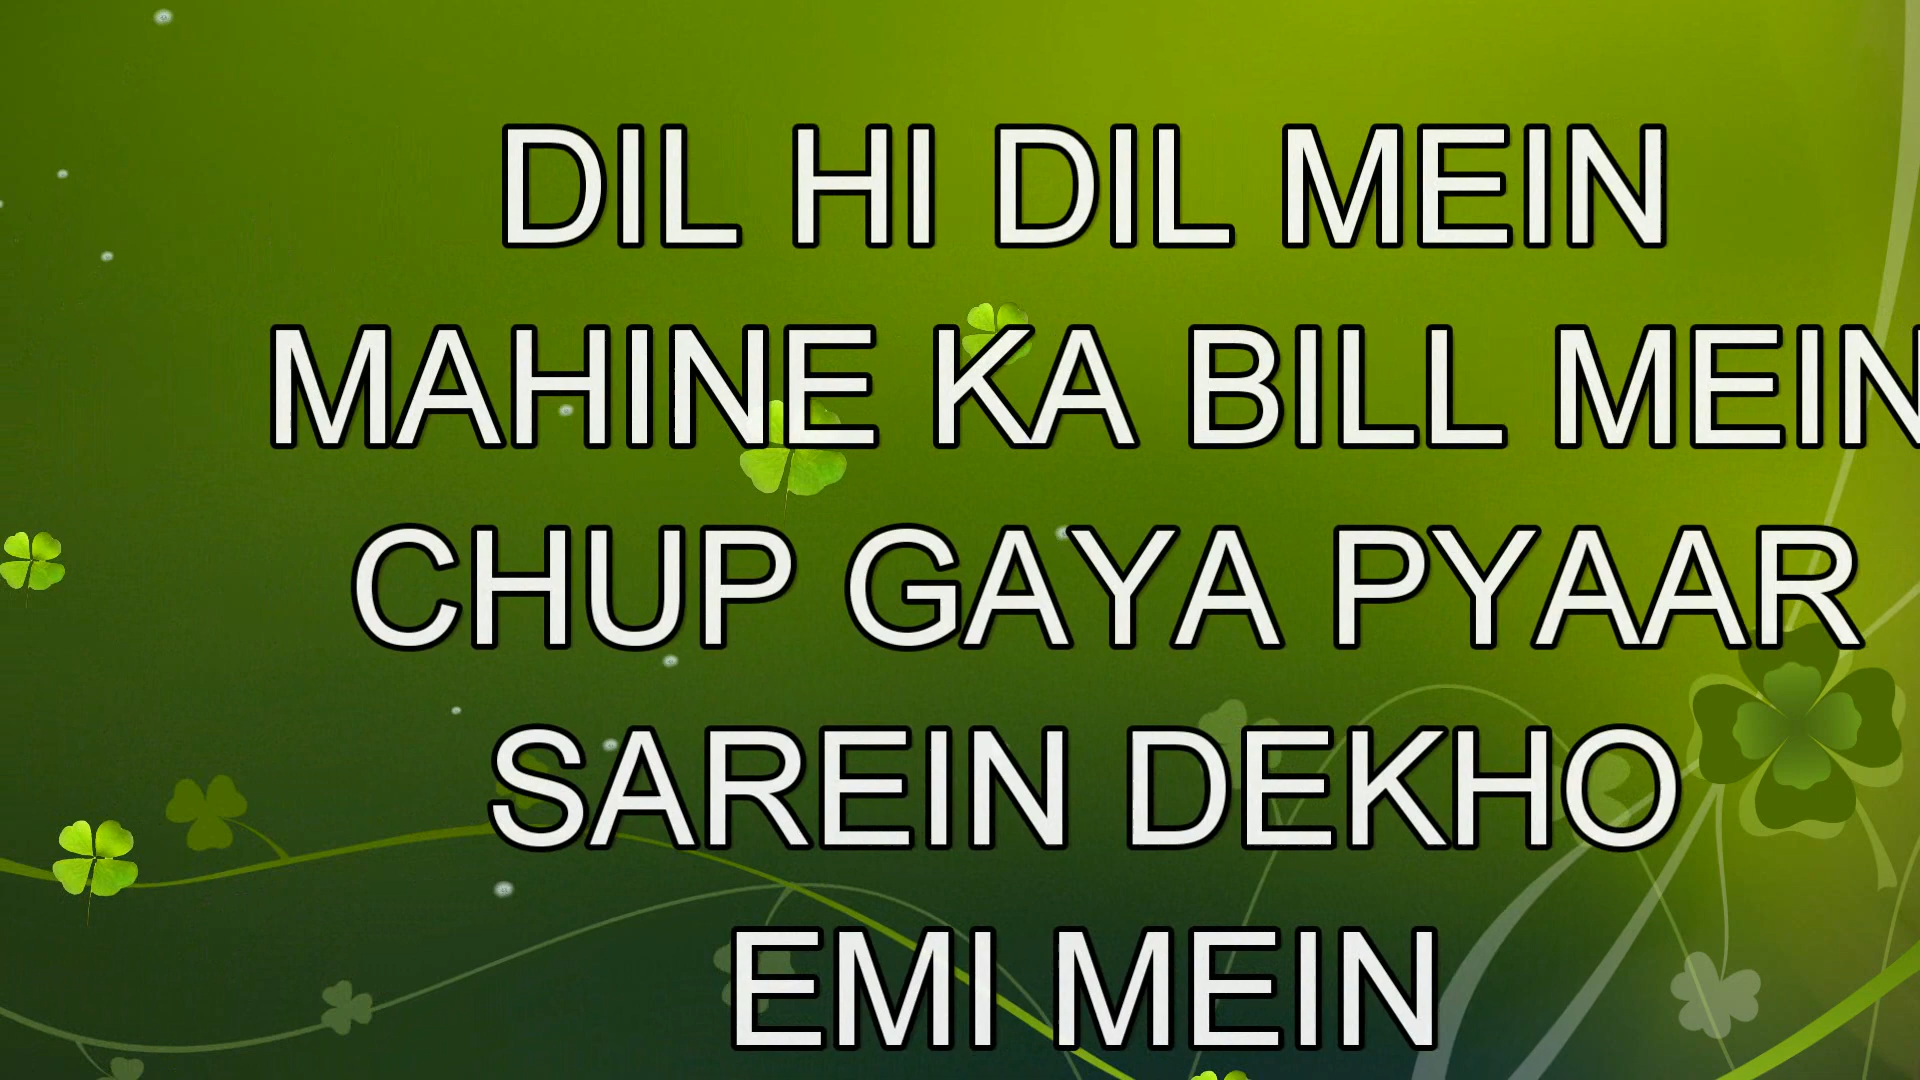 DIL HI DIL MEIN
MAHINE KA BILL MEIN
CHUP GAYA PYAAR
SAREIN DEKHO
EMI MEIN